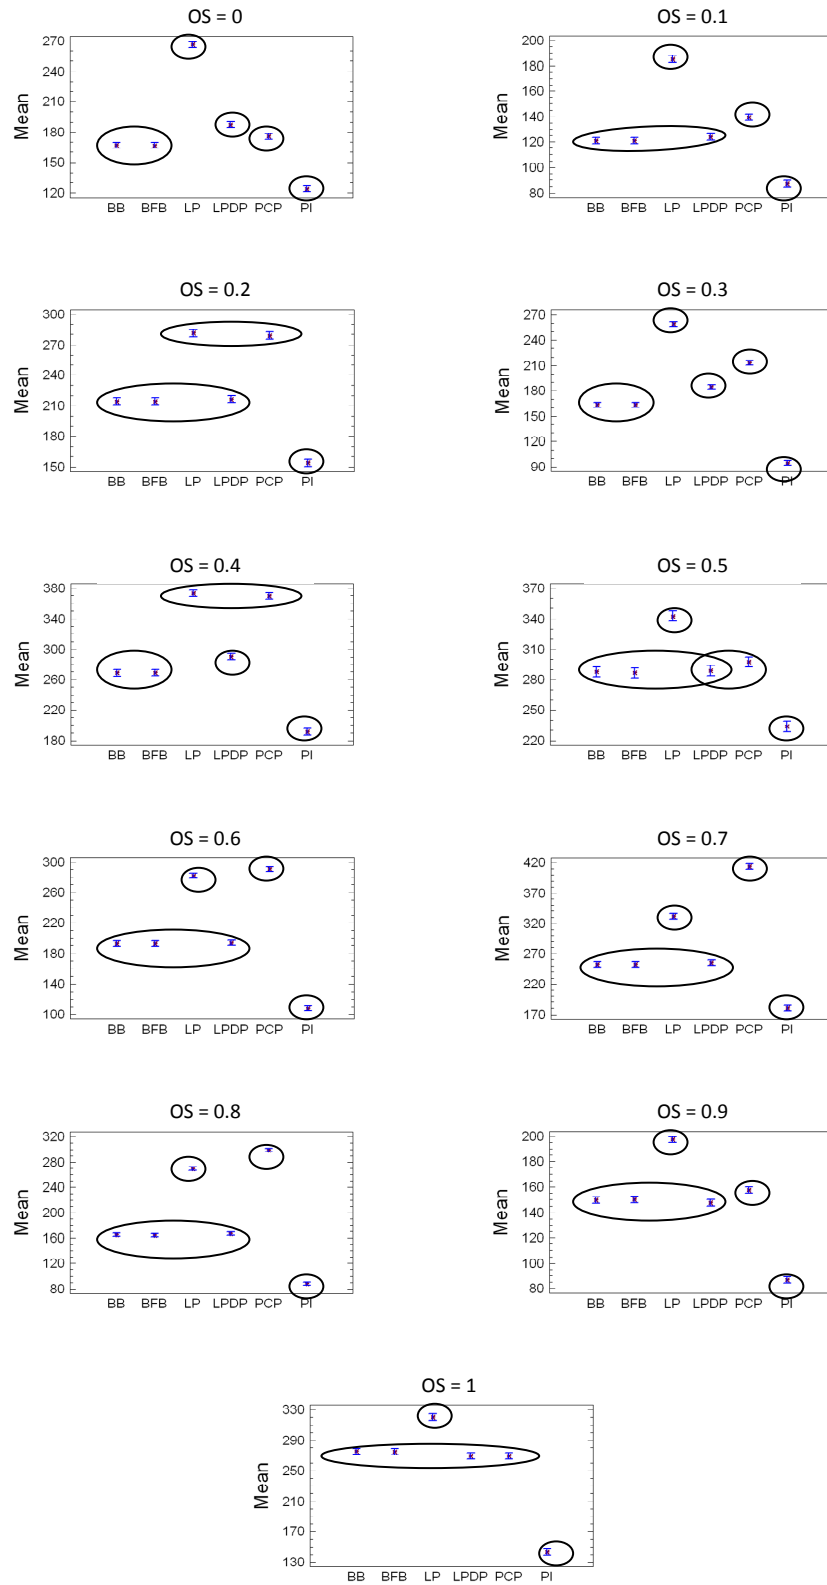 OS = 0
OS = 0.1
270
240
210
180
150
120
Mean
BB BFB LP LPDP PCP PI
200
180
160
140
120
100
80
Mean
BB BFB LP LPDP PCP PI
OS = 0.2
OS = 0.3
300
270
240
210
180
150
Mean
BB BFB LP LPDP PCP PI
270
240
210
180
150
120
90
Mean
BB BFB LP LPDP PCP PI
OS = 0.4
OS = 0.5
380
340
300
260
220
180
Mean
BB BFB LP LPDP PCP PI
370
340
310
280
250
220
Mean
BB BFB LP LPDP PCP PI
OS = 0.6
OS = 0.7
300
260
220
180
140
100
Mean
BB BFB LP LPDP PCP PI
420
370
320
270
220
170
Mean
BB BFB LP LPDP PCP PI
OS = 0.8
OS = 0.9
320
280
240
200
160
120
80
Mean
BB BFB LP LPDP PCP PI
200
180
160
140
120
100
80
Mean
BB BFB LP LPDP PCP PI
OS = 1
330
290
250
210
170
130
Mean
BB BFB LP LPDP PCP PI